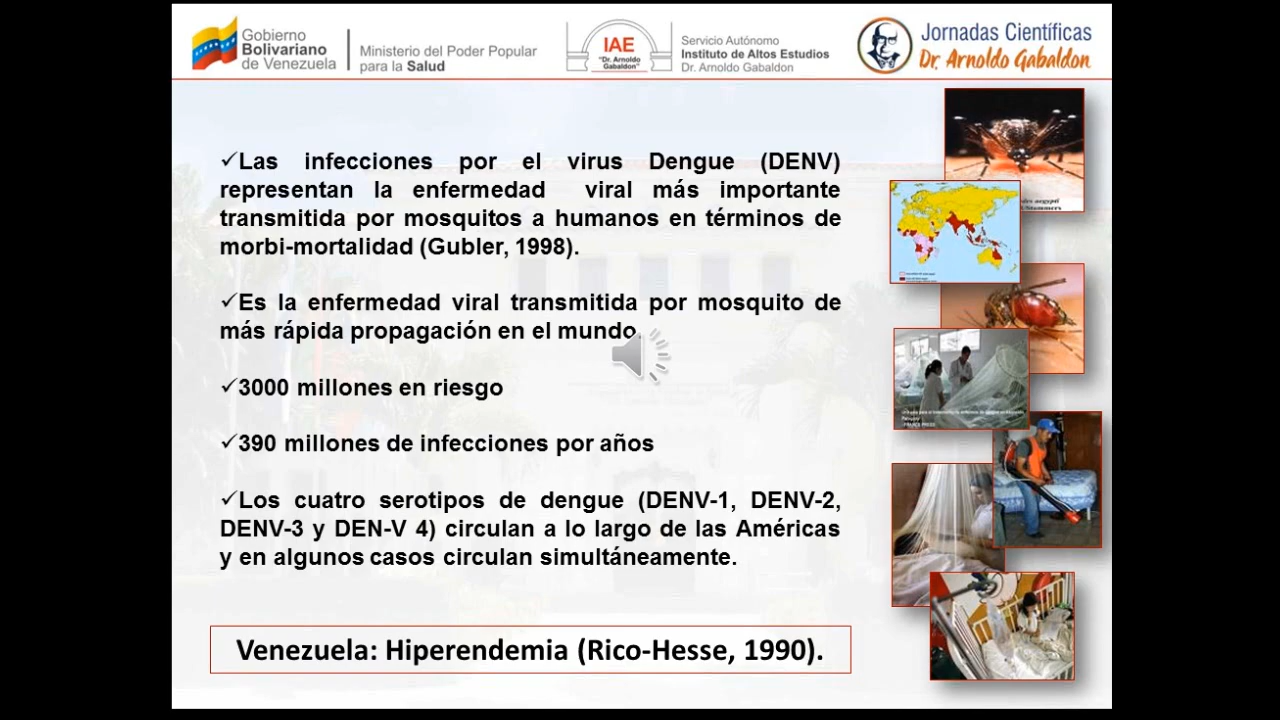 Gobierno
Bolivariano
de Venezuela
Ministerio del Poder Popular
para la Salud
IAE
"Dr. Arnoldo
Gabaldon"
Servicio Autónomo
Instituto de Altos Estudios
Dr. Arnoldo Gabaldon
Jornadas Científicas
Dr. Arnoldo Gabaldon
✓Las infecciones por el virus Dengue (DENV)
representan la enfermedad viral más importante
transmitida por mosquitos a humanos en términos de
morbi-mortalidad (Gubler, 1998).
✓Es la enfermedad viral transmitida por mosquito de
más rápida propagación en el mundo.
✓3000 millones en riesgo
✓390 millones de infecciones por años
✓Los cuatro serotipos de dengue (DENV-1, DENV-2,
DENV-3 y DEN-V 4) circulan a lo largo de las Américas
y en algunos casos circulan simultáneamente.
Venezuela: Hiperendemia (Rico-Hesse, 1990).
aegypti